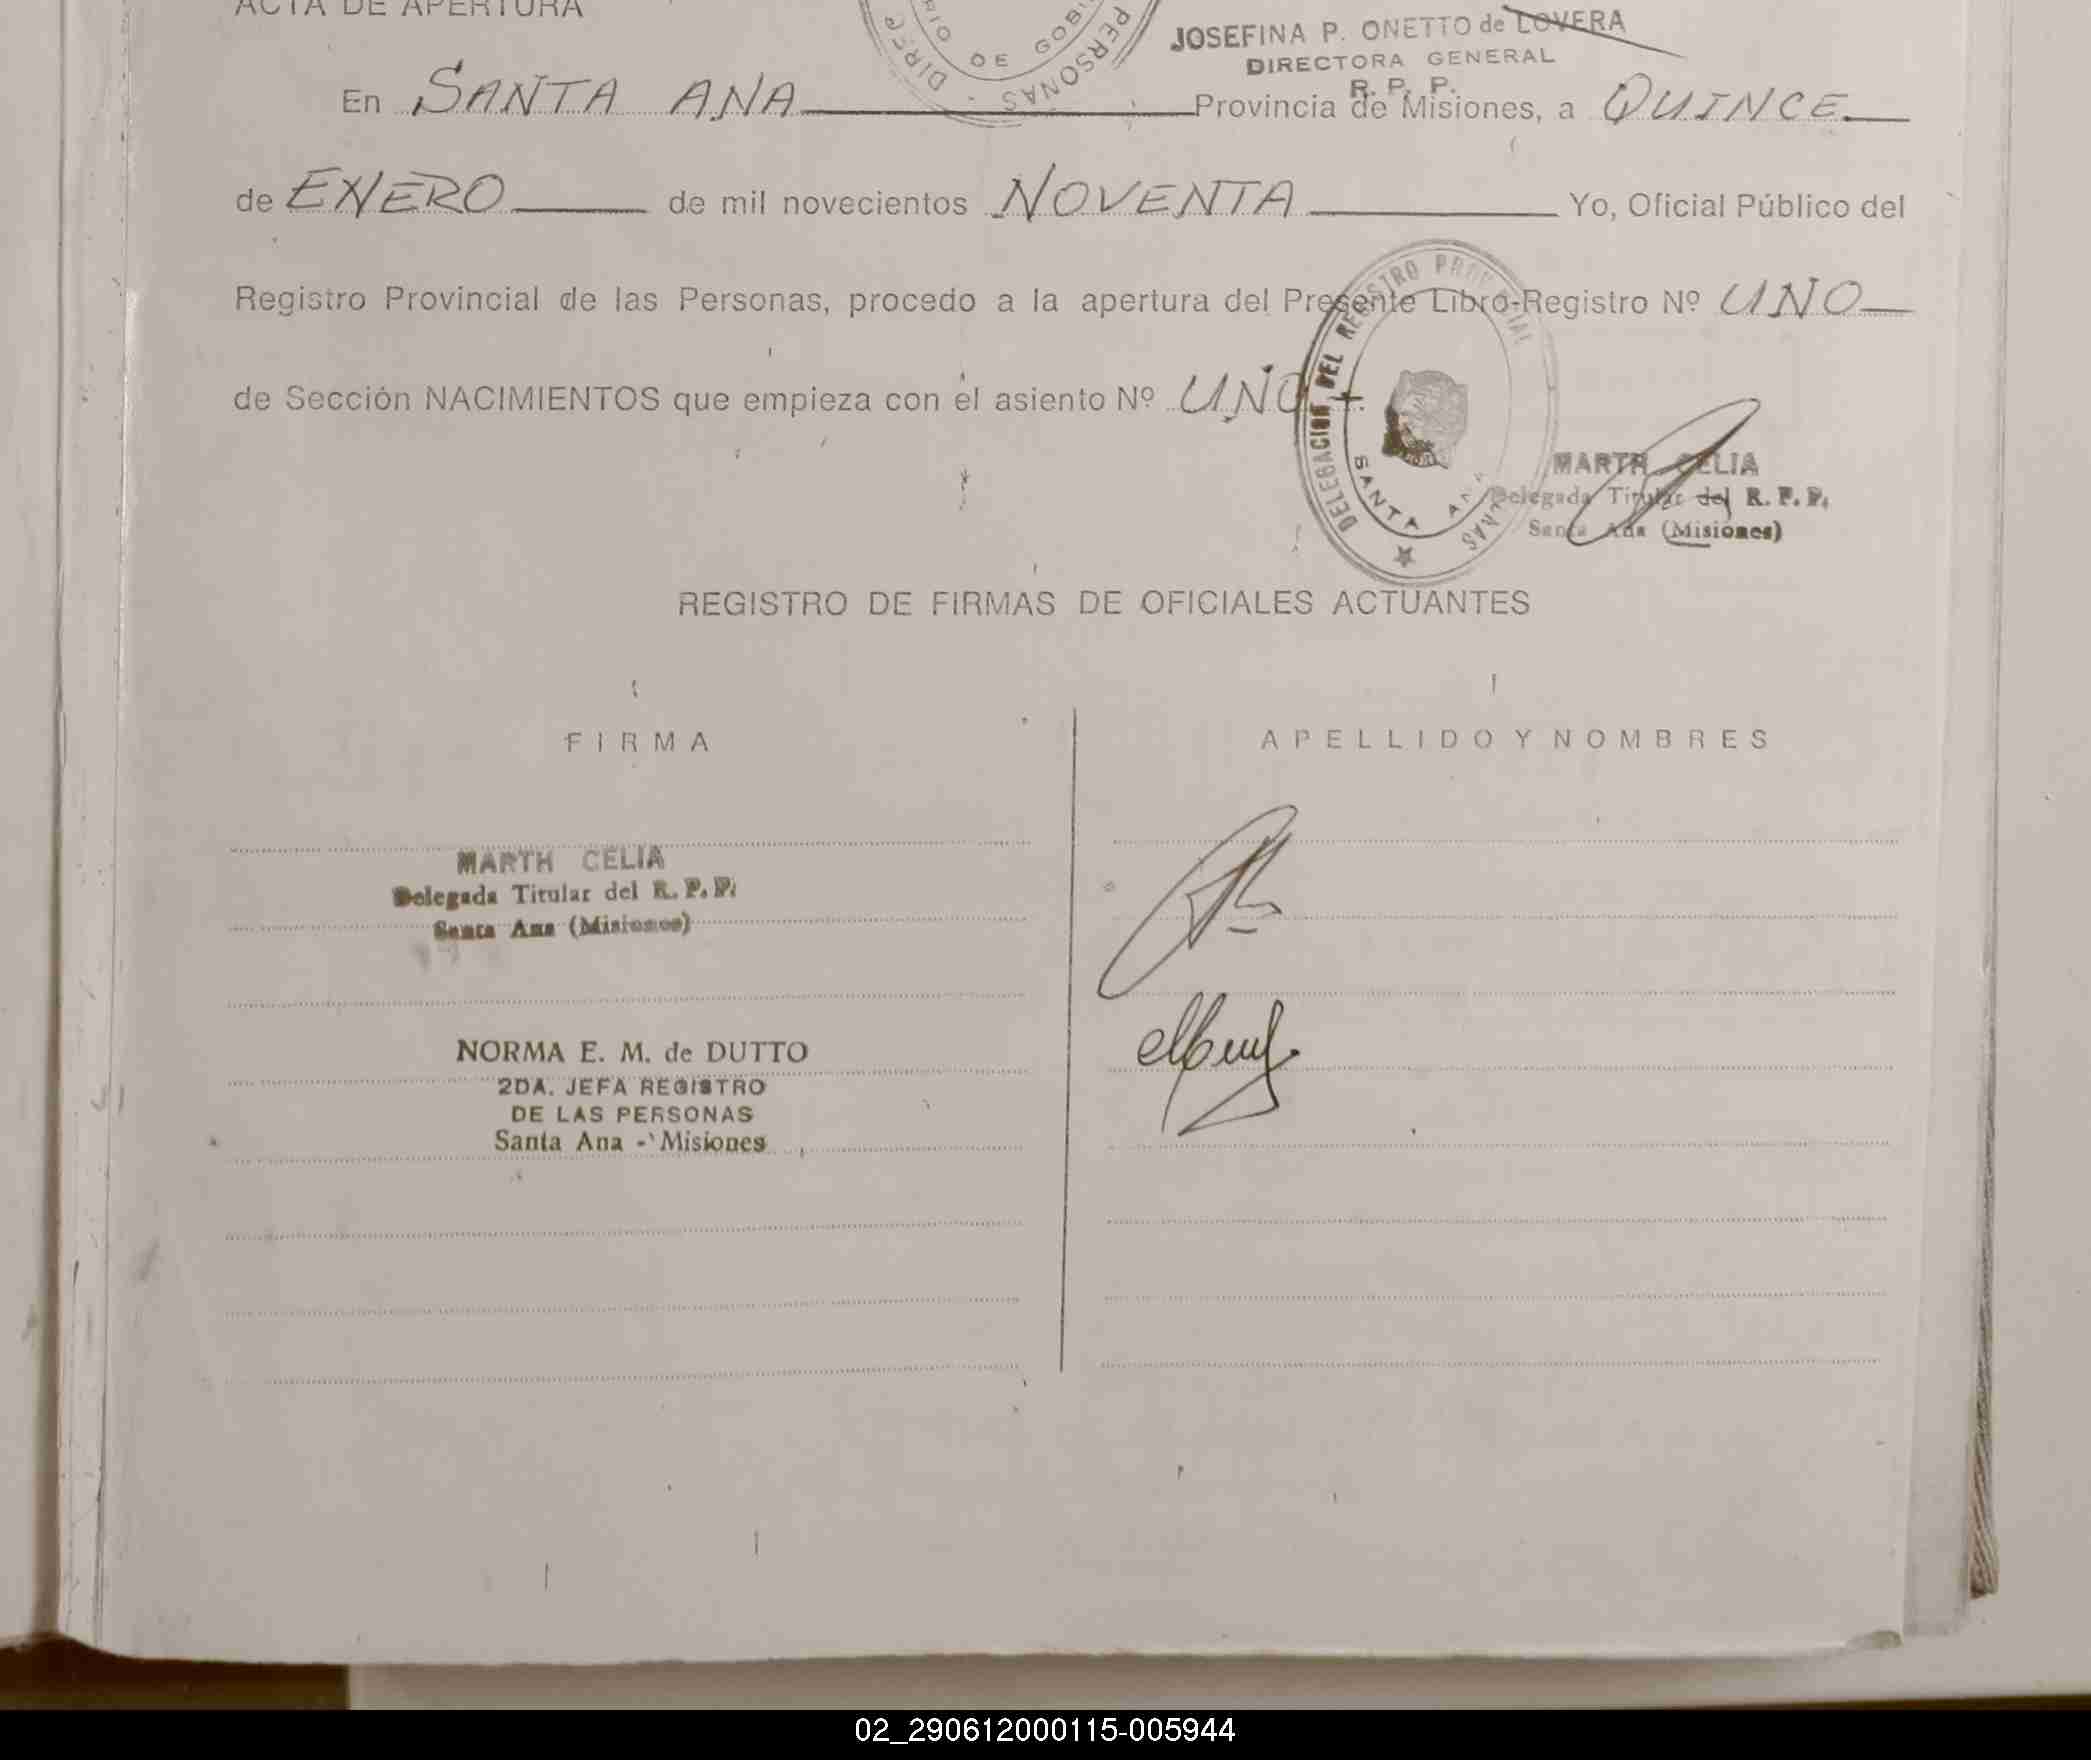 ACTA DE APERTURA
JOSEFINA P. ONETTO de LOVERA
DIRECTORA GENERAL
R. P. P.
DIREC
PERSONAS
RIO DE GOBI
En SANTA ANA Provincia de Misiones, a QUINCE
de ENERO de mil novecientos NOVENTA Yo, Oficial Público del
Registro Provincial de las Personas, procedo a la apertura del Presente Libro-Registro Nº UNO
de Sección NACIMIENTOS que empieza con el asiento Nº UNO
DELEGACION DEL REGISTRO PROVINCIAL
SANTA ANA
MARTH CELIA
Delegada Titular del R. P. P.
Santa Ana (Misiones)
REGISTRO DE FIRMAS DE OFICIALES ACTUANTES
FIRMA APELLIDO Y NOMBRES
MARTH CELIA
Delegada Titular del R. P. P.
Santa Ana (Misiones)
NORMA E. M. de DUTTO
2DA. JEFA REGISTRO
DE LAS PERSONAS
Santa Ana - Misiones
02_290612000115-005944